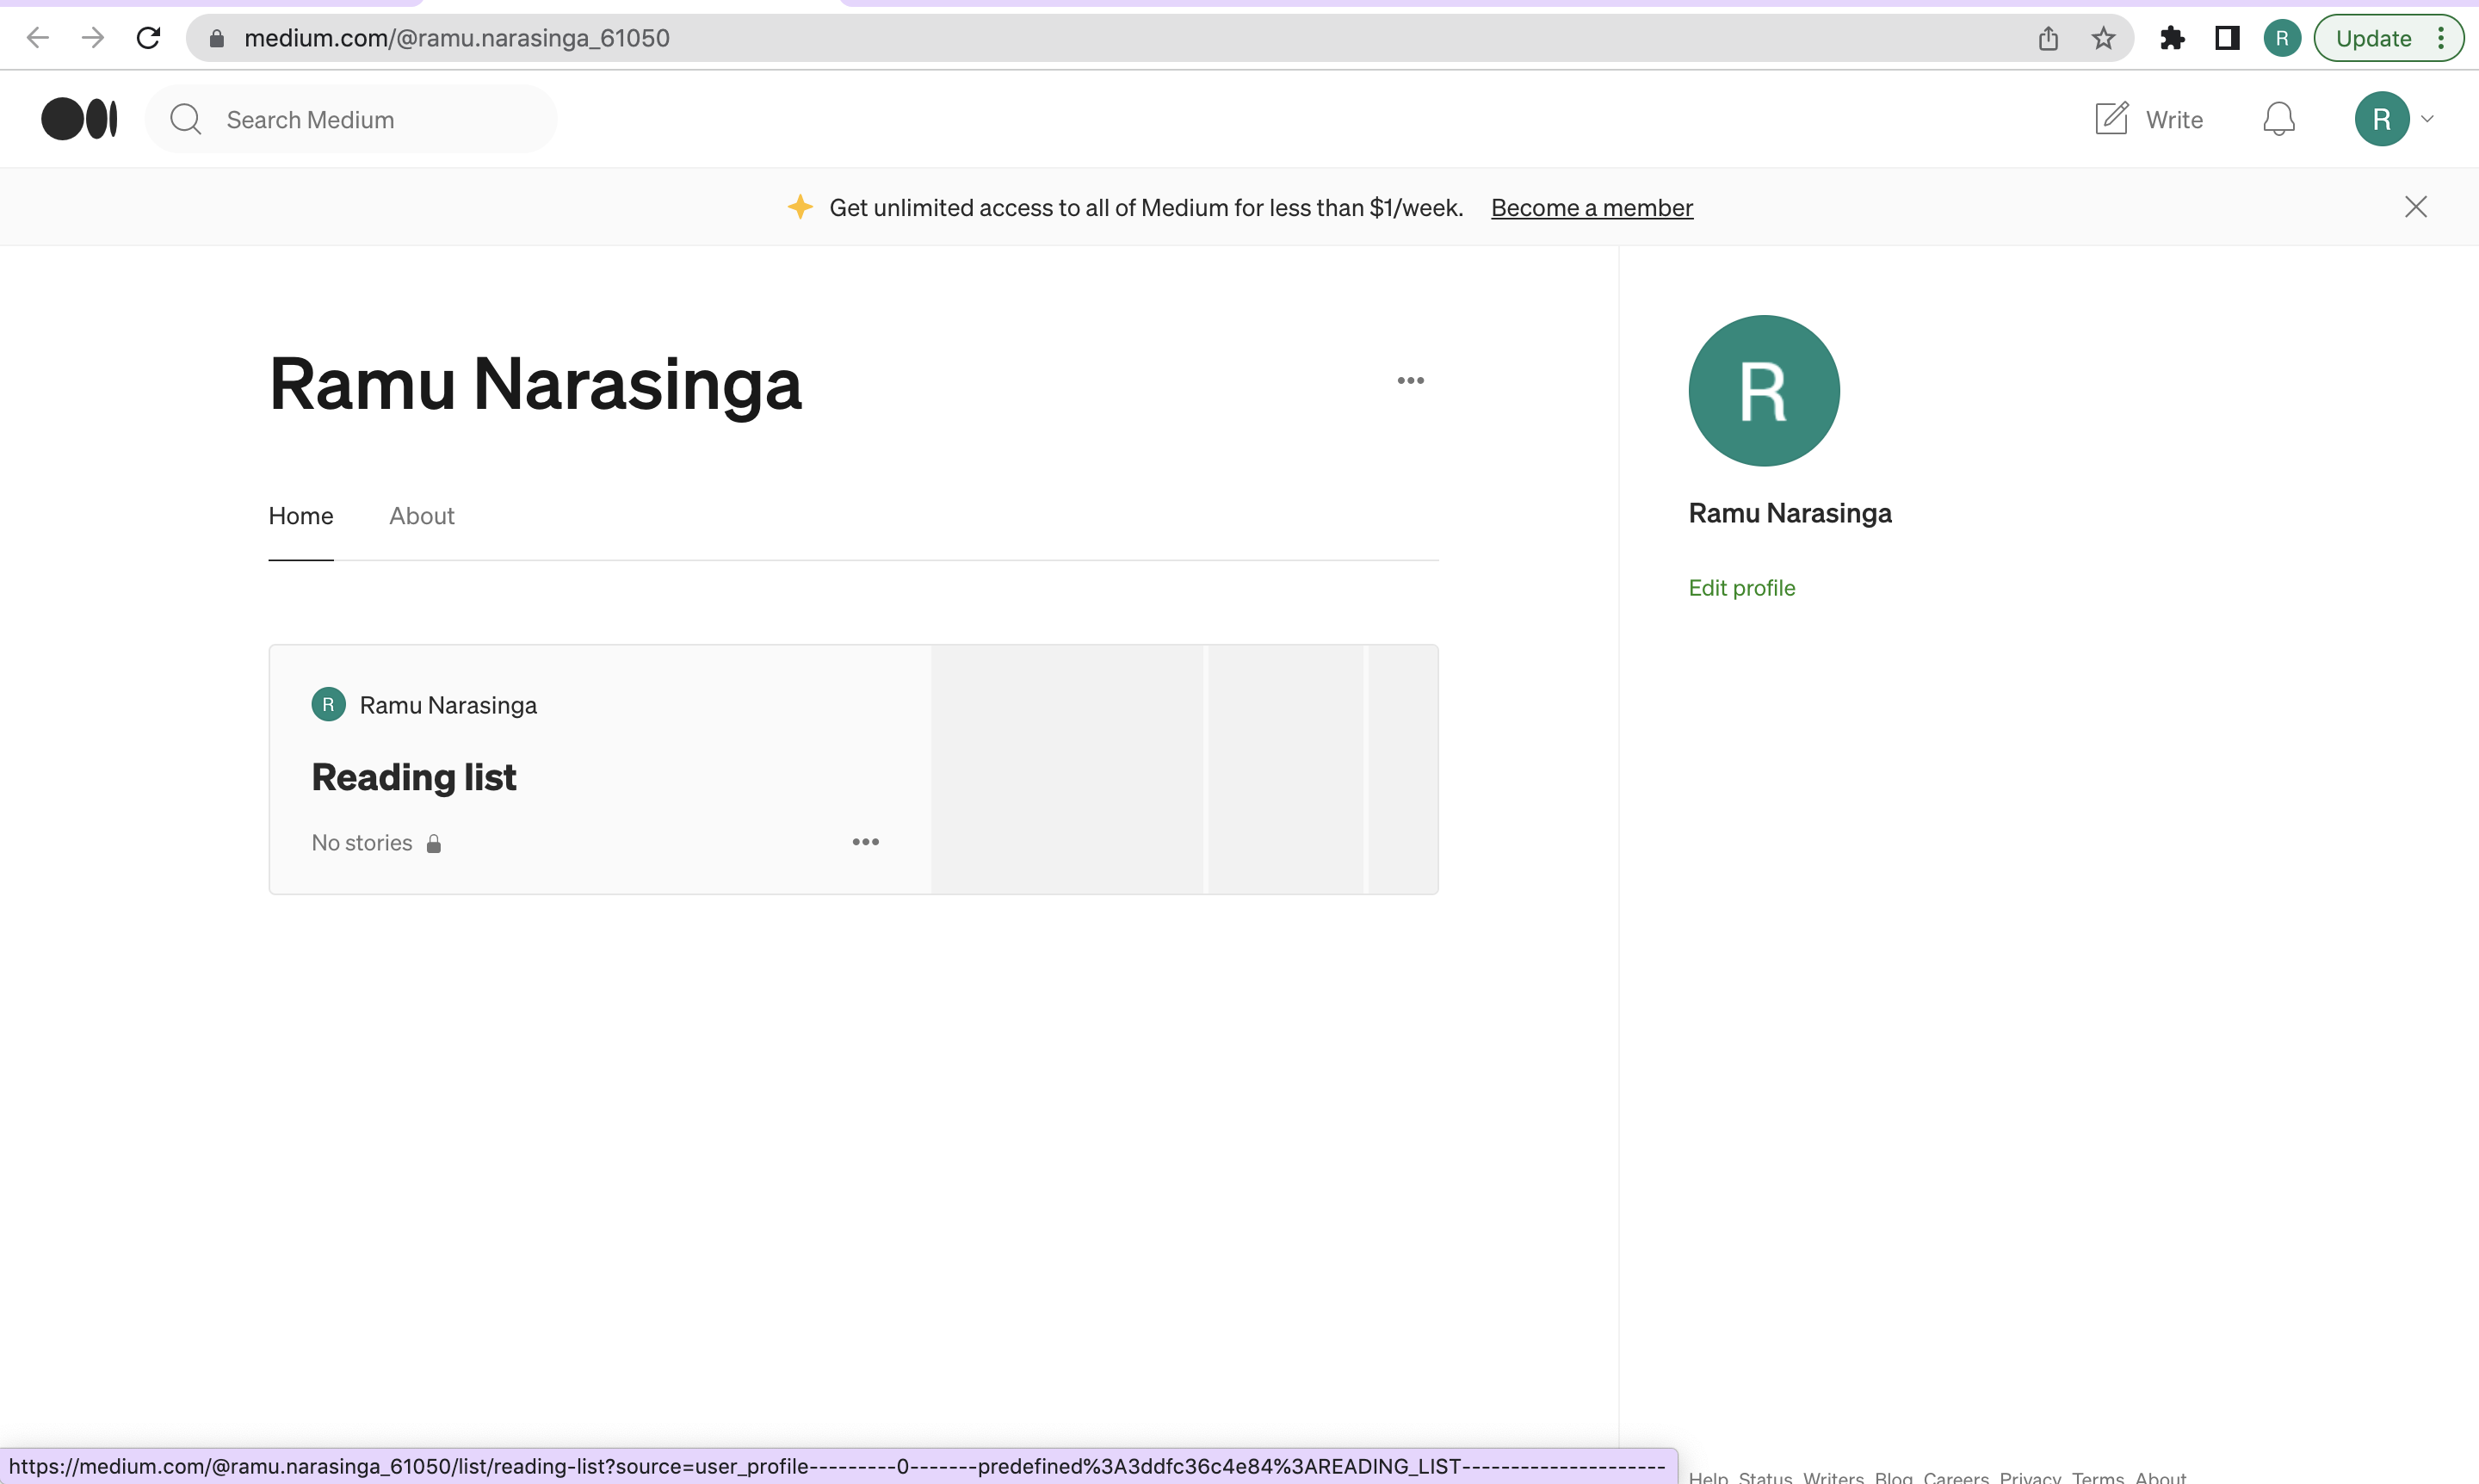 medium.com/@ramu.narasinga_61050
R
Update
Search Medium
Write
R
Get unlimited access to all of Medium for less than $1/week. Become a member
Ramu Narasinga
Home
About
R
Ramu Narasinga
Reading list
No stories
R
Ramu Narasinga
Edit profile
Help Status Writers Blog Careers Privacy Terms About
https://medium.com/@ramu.narasinga_61050/list/reading-list?source=user_profile---------0-------predefined%3A3ddfc36c4e84%3AREADING_LIST---------------------